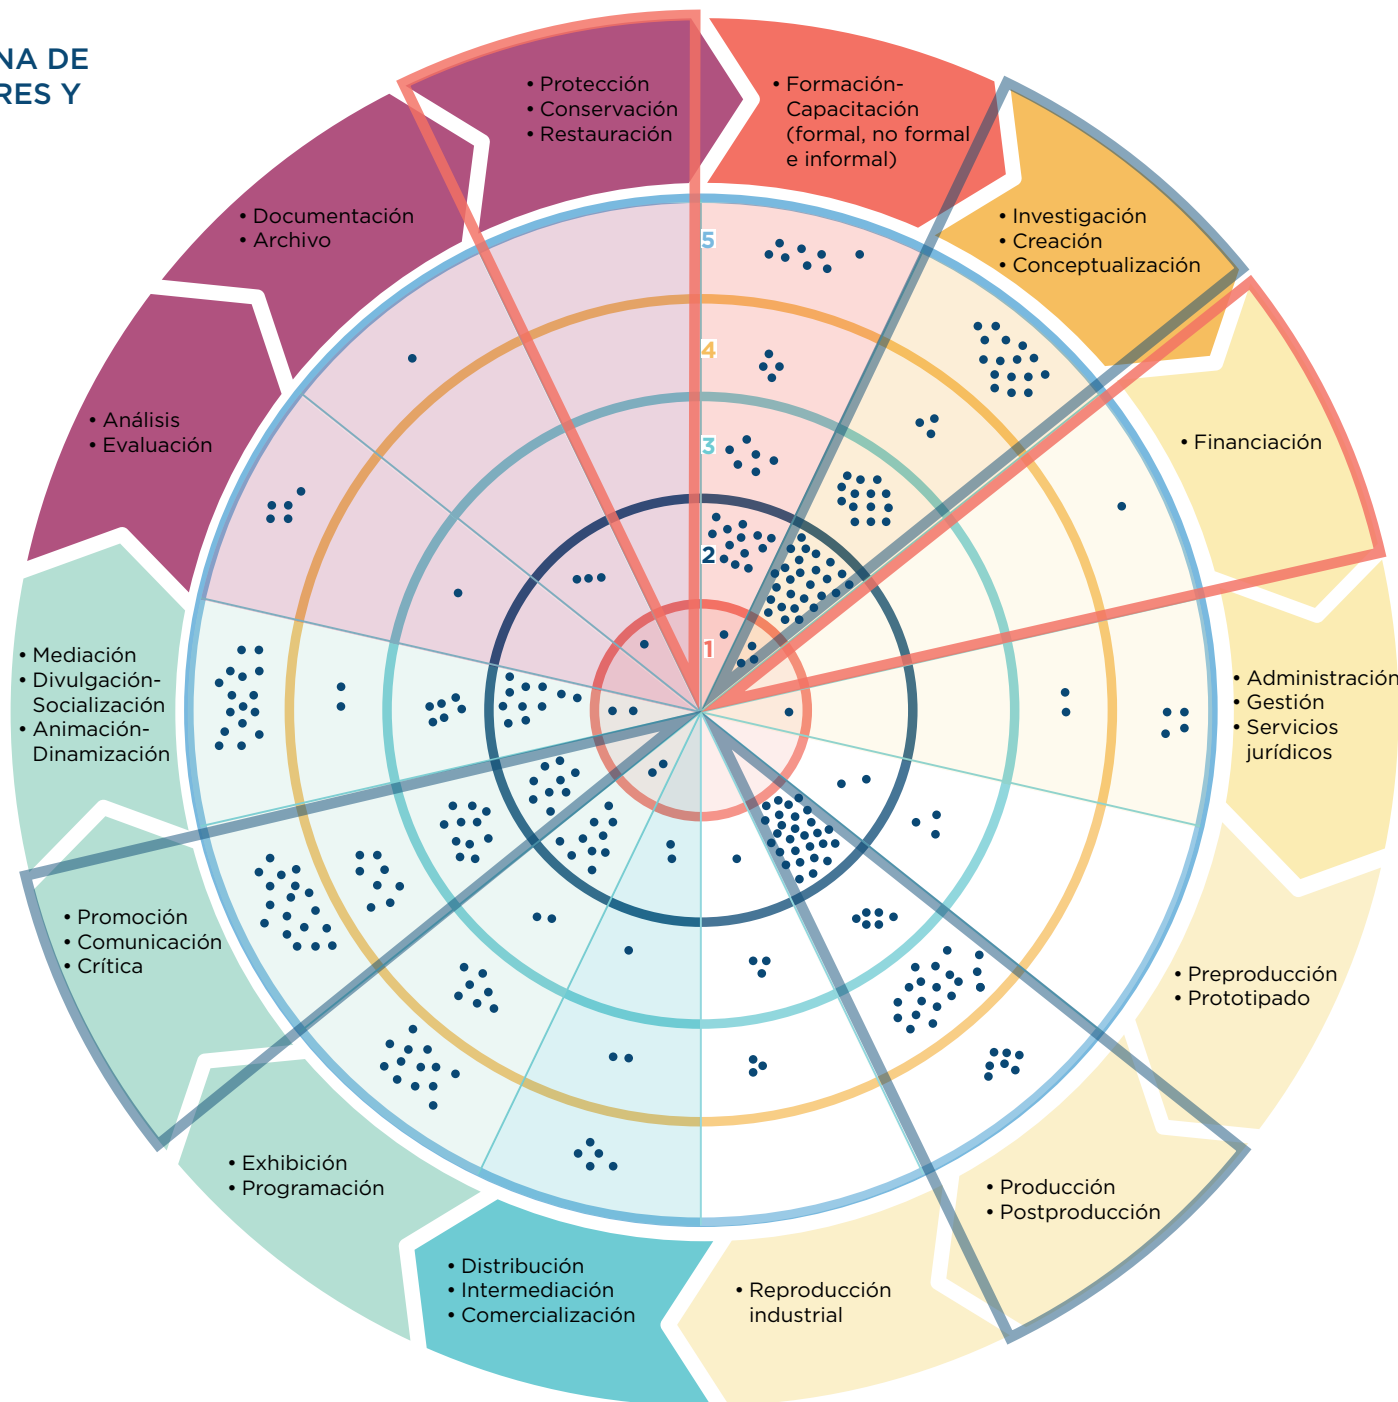 NA DE
RES Y
• Protección
• Conservación
• Restauración
• Formación-
Capacitación
(formal, no formal
e informal)
• Investigación
• Creación
• Conceptualización
• Financiación
• Administración
• Gestión
• Servicios
jurídicos
• Preproducción
• Prototipado
• Producción
• Postproducción
• Reproducción
industrial
• Distribución
• Intermediación
• Comercialización
• Exhibición
• Programación
• Promoción
• Comunicación
• Crítica
• Mediación
• Divulgación-
Socialización
• Animación-
Dinamización
• Análisis
• Evaluación
• Documentación
• Archivo
5
4
3
2
1